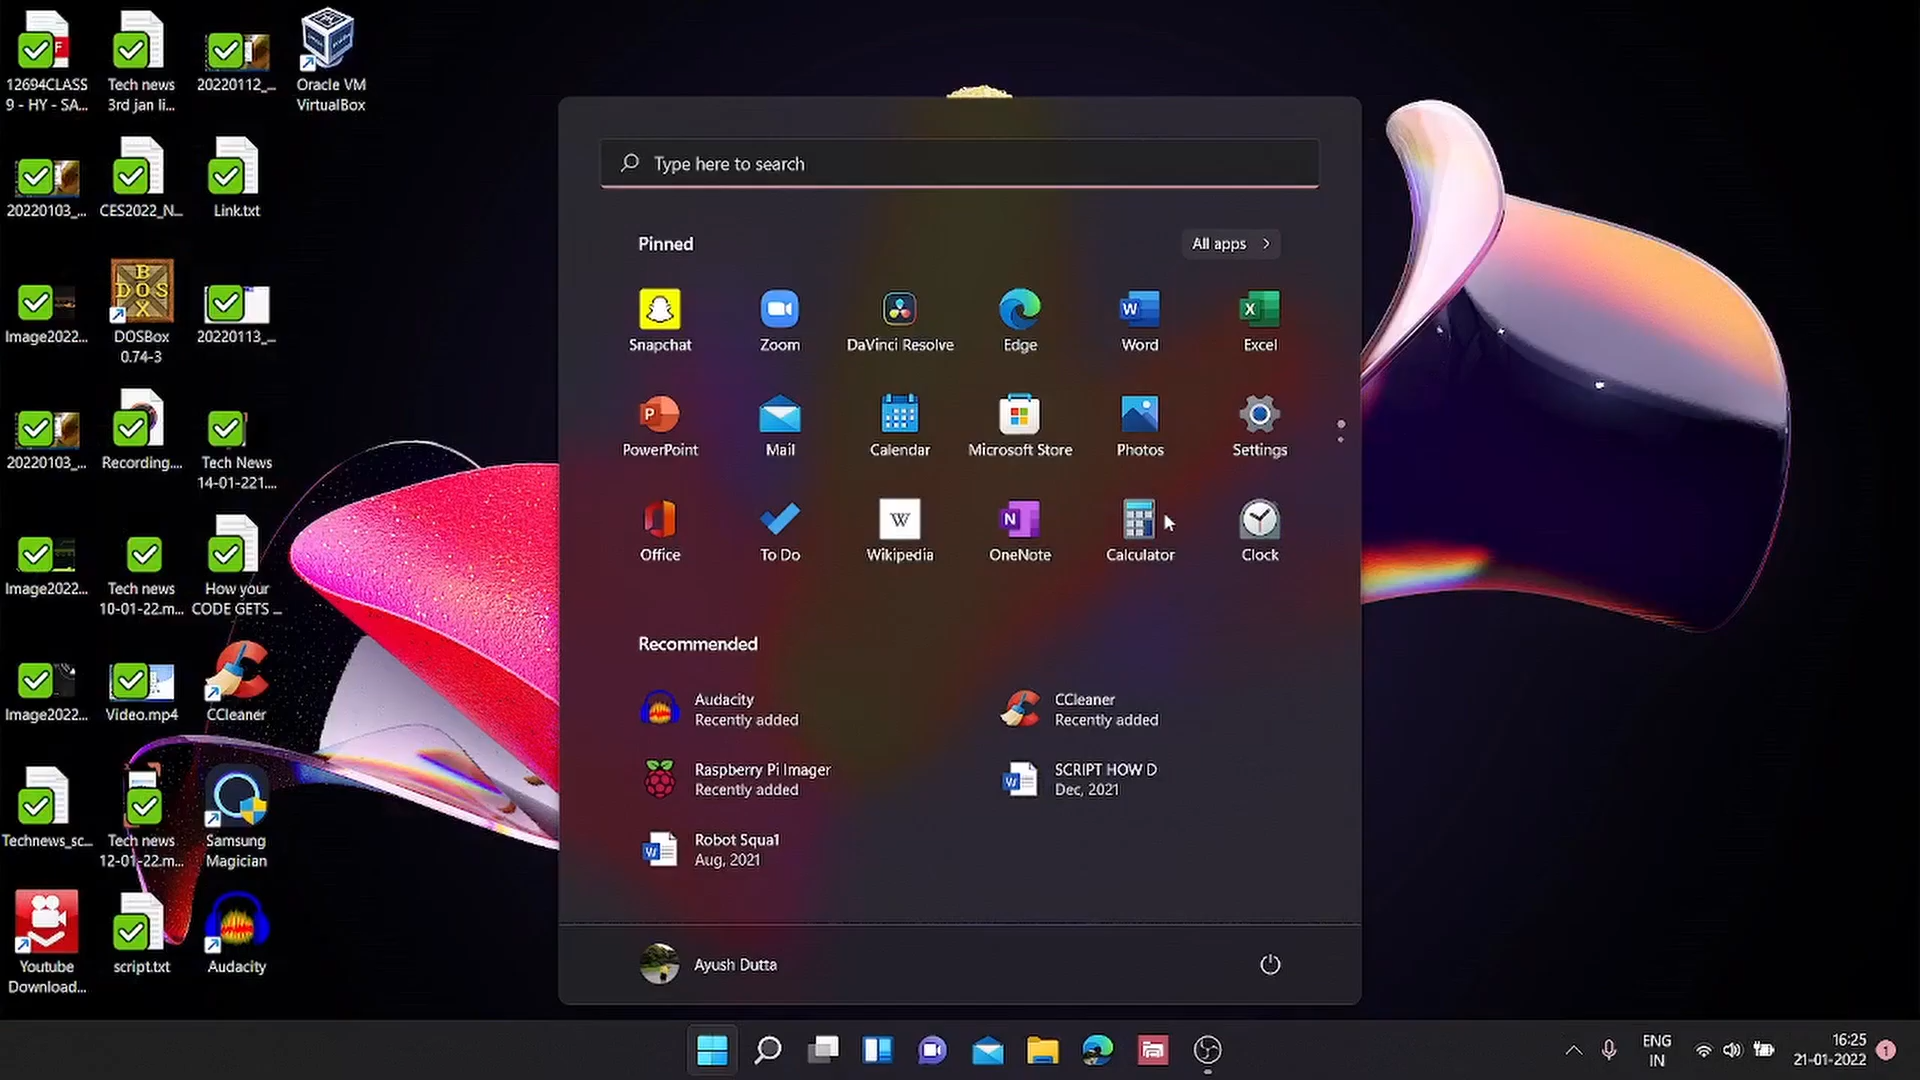 12694CLASS
9 - HY - SA...
Tech news
3rd jan li...
20220112_...
Oracle VM
VirtualBox
20220103_...
CES2022_N...
Link.txt
Image2022...
DOSBox
0.74-3
20220113_...
20220103_...
Recording....
Tech News
14-01-221....
Image2022...
Tech news
10-01-22.m...
How your
CODE GETS ...
Image2022...
Video.mp4
CCleaner
Technews_sc...
Tech news
12-01-22.m...
Samsung
Magician
Youtube
Download...
script.txt
Audacity
Type here to search
Pinned
All apps
Snapchat
Zoom
DaVinci Resolve
Edge
Word
Excel
PowerPoint
Mail
Calendar
Microsoft Store
Photos
Settings
Office
To Do
Wikipedia
OneNote
Calculator
Clock
Recommended
Audacity
Recently added
CCleaner
Recently added
Raspberry Pi Imager
Recently added
SCRIPT HOW D
Dec, 2021
Robot Squa1
Aug, 2021
Ayush Dutta
ENG
IN
16:25
21-01-2022
1